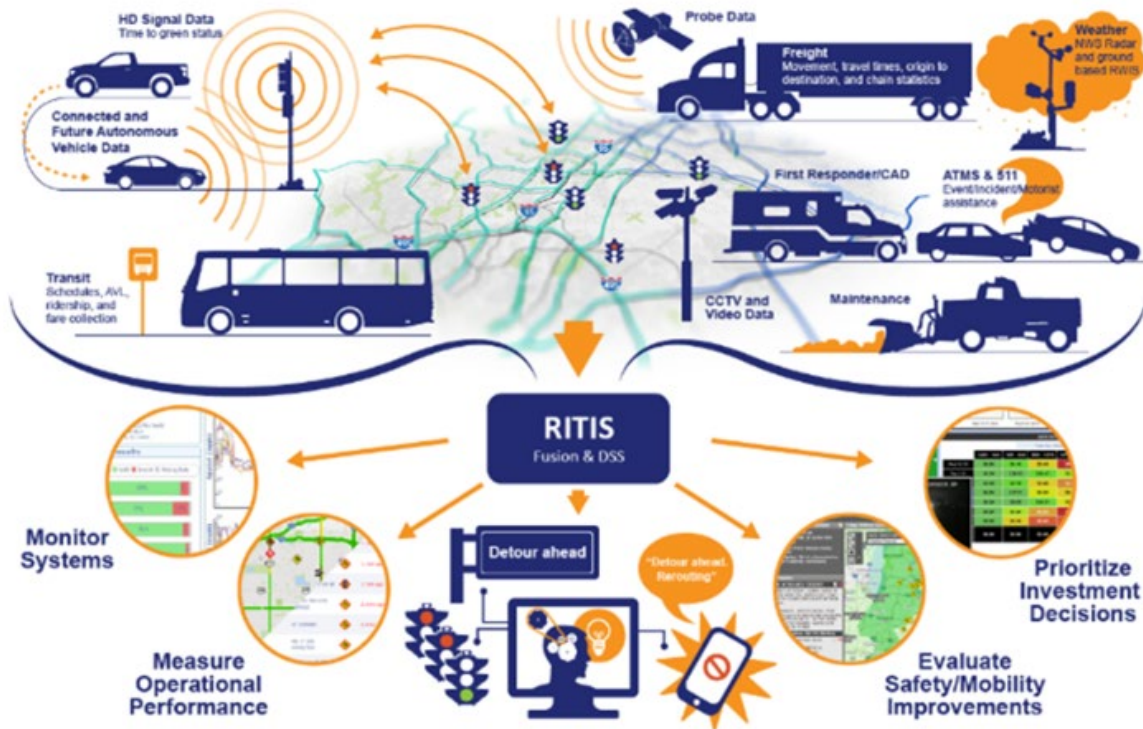 HD Signal Data
Time to green status
Connected and
Future Autonomous
Vehicle Data
Probe Data
Freight
Movement, travel times, origin to
destination, and chain statistics
Weather
NWS Radar
and ground
based RWIS
First Responder/CAD
ATMS & 511
Event/Incident/Motorist
assistance
Transit
Schedules, AVL,
ridership, and
fare collection
CCTV and
Video Data
Maintenance
RITIS
Fusion & DSS
Monitor
Systems
Measure
Operational
Performance
Detour ahead
"Detour ahead.
Rerouting"
Evaluate
Safety/Mobility
Improvements
Prioritize
Investment
Decisions